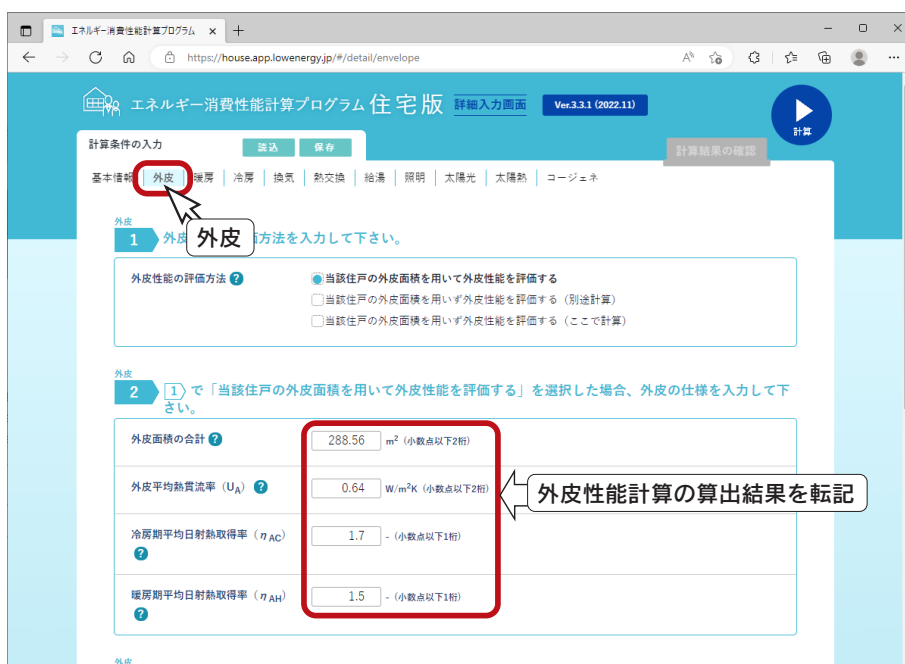 エネルギー消費性能計算プログラム
https://house.app.lowenergy.jp/#/detail/envelope
エネルギー消費性能計算プログラム 住宅版 詳細入力画面 Ver.3.3.1 (2022.11)
計算
計算条件の入力 読込 保存 計算結果の確認
基本情報 外皮 暖房 冷房 換気 熱交換 給湯 照明 太陽光 太陽熱 コージェネ
外皮
外皮
1 外皮 方法を入力して下さい。
外皮性能の評価方法 ? 当該住戸の外皮面積を用いて外皮性能を評価する
当該住戸の外皮面積を用いず外皮性能を評価する（別途計算）
当該住戸の外皮面積を用いず外皮性能を評価する（ここで計算）
外皮
2 1 で「当該住戸の外皮面積を用いて外皮性能を評価する」を選択した場合、外皮の仕様を入力して下
さい。
外皮面積の合計 ? 288.56 m²（小数点以下2桁）
外皮平均熱貫流率（UA） ? 0.64 W/m²K（小数点以下2桁）
外皮性能計算の算出結果を転記
冷房期平均日射熱取得率（ηAC） 1.7 -（小数点以下1桁）
?
暖房期平均日射熱取得率（ηAH） 1.5 -（小数点以下1桁）
?
外皮